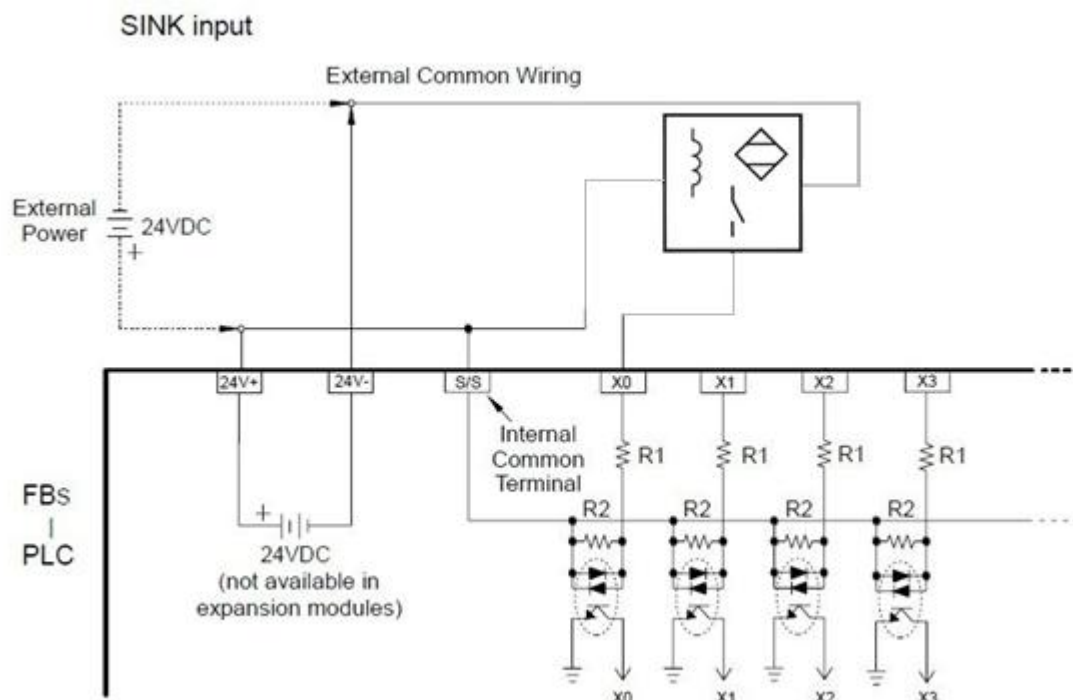 SINK input
External Common Wiring
External
Power
24VDC
+
24V+
24V-
S/S
X0
X1
X2
X3
Internal
Common
Terminal
R1
R1
R1
R1
FBs
PLC
+
24VDC
(not available in
expansion modules)
R2
R2
R2
R2
X0
X1
X2
X3